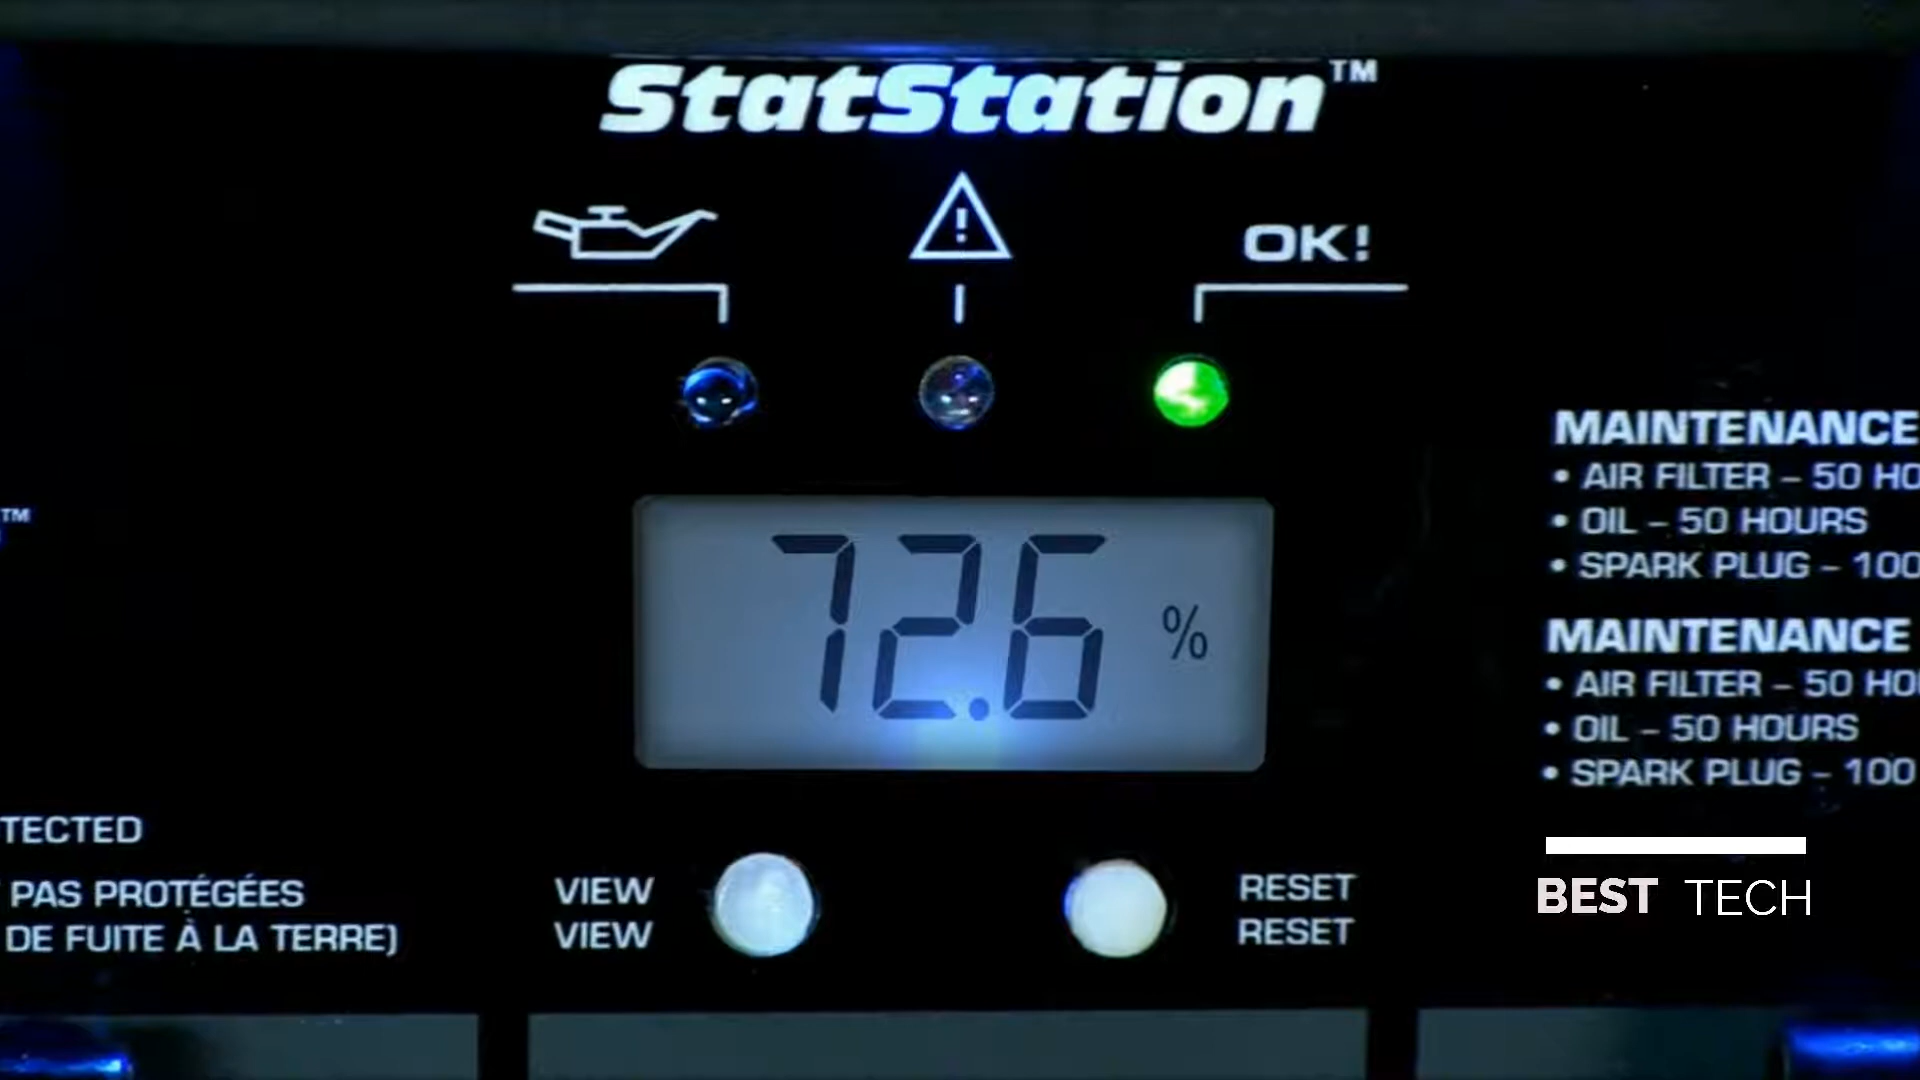 StatStation™
OK!
MAINTENANCE
• AIR FILTER – 50 HO
• OIL – 50 HOURS
• SPARK PLUG – 100
™
72.6 %
MAINTENANCE
• AIR FILTER – 50 HO
• OIL – 50 HOURS
• SPARK PLUG – 100
TECTED
PAS PROTÉGÉES
DE FUITE À LA TERRE)
VIEW
VIEW
RESET
RESET
BEST TECH